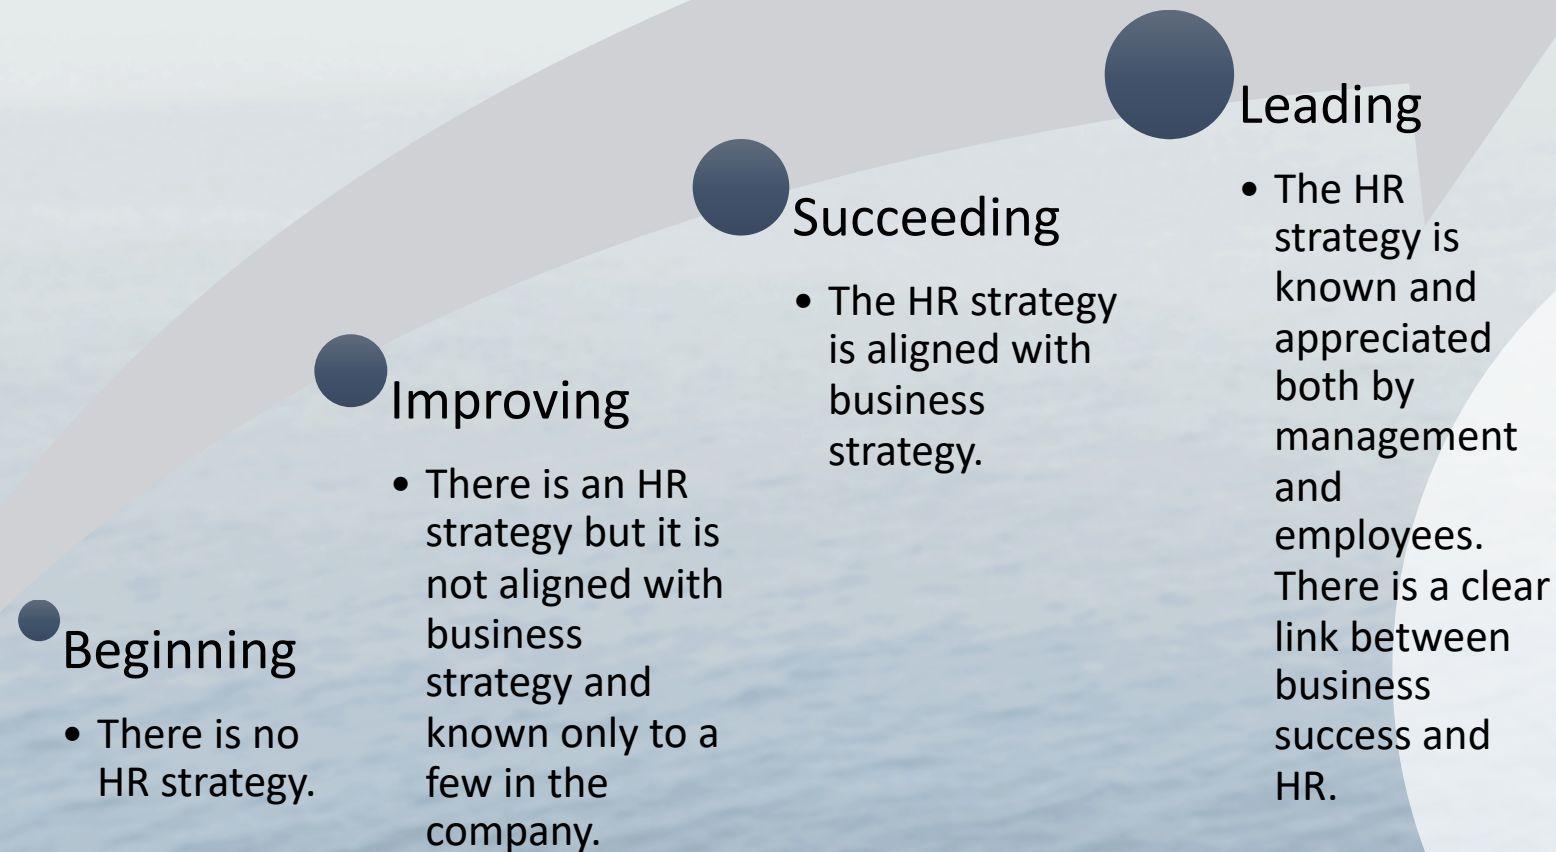 Beginning
• There is no
HR strategy.
Improving
• There is an HR
strategy but it is
not aligned with
business
strategy and
known only to a
few in the
company.
Succeeding
• The HR strategy
is aligned with
business
strategy.
Leading
• The HR
strategy is
known and
appreciated
both by
management
and
employees.
There is a clear
link between
business
success and
HR.